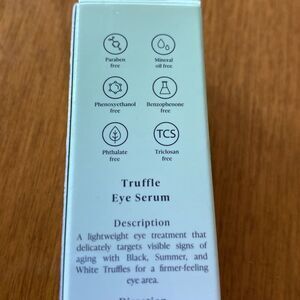 Paraben
free
Mineral
oil free
Phenoxyethanol
free
Benzophenone
free
Phthalate
free
TCS
Triclosan
free
Truffle
Eye Serum
Description
A lightweight eye treatment that
delicately targets visible signs of
aging with Black, Summer, and
White Truffles for a firmer-feeling
eye area.